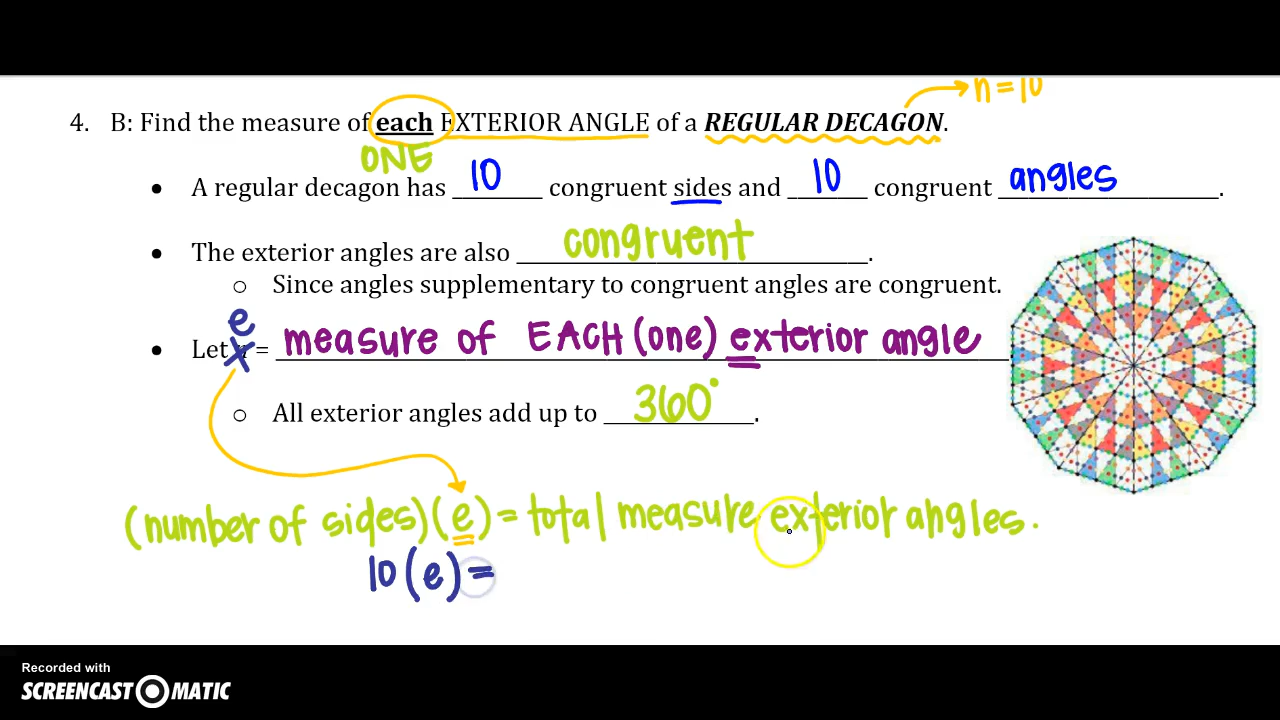 n = 10
4. B: Find the measure of each EXTERIOR ANGLE of a REGULAR DECAGON.
ONE
A regular decagon has 10 congruent sides and 10 congruent angles.
The exterior angles are also congruent.
Since angles supplementary to congruent angles are congruent.
e
Let = measure of EACH (one) exterior angle.
All exterior angles add up to 360°.
(number of sides)(e) = total measure exterior angles.
10(e) =
Recorded with
SCREENCAST O MATIC